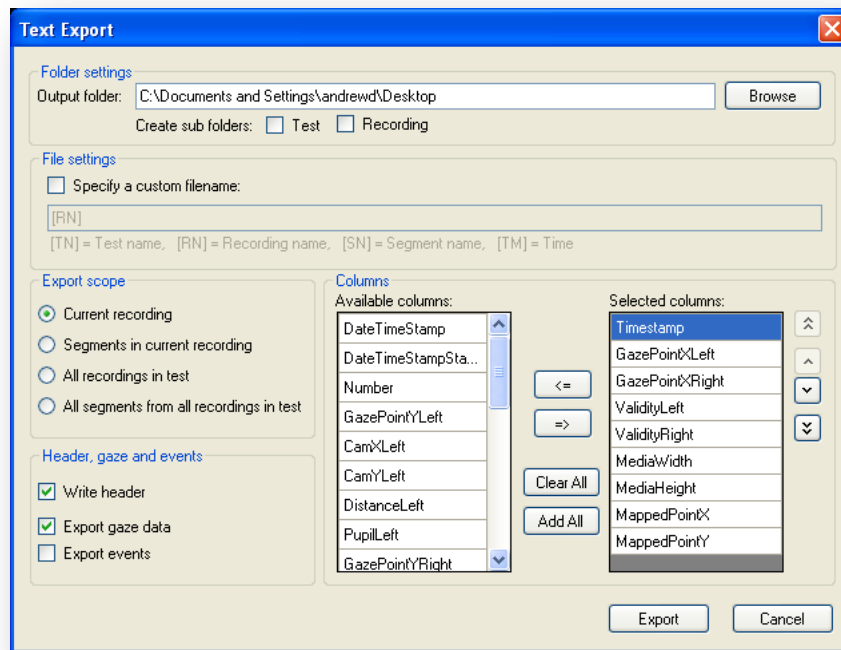 Text Export
Folder settings
Output folder: C:\Documents and Settings\andrewd\Desktop Browse
Create sub folders: Test Recording
File settings
Specify a custom filename:
[RN]
[TN] = Test name, [RN] = Recording name, [SN] = Segment name, [TM] = Time
Export scope
Current recording
Segments in current recording
All recordings in test
All segments from all recordings in test
Header, gaze and events
Write header
Export gaze data
Export events
Columns
Available columns:
DateTimeStamp
DateTimeStampSta...
Number
GazePointYLeft
CamXLeft
CamYLeft
DistanceLeft
PupilLeft
GazePointYRight
<=
=>
Clear All
Add All
Selected columns:
Timestamp
GazePointXLeft
GazePointXRight
ValidityLeft
ValidityRight
MediaWidth
MediaHeight
MappedPointX
MappedPointY
Export Cancel